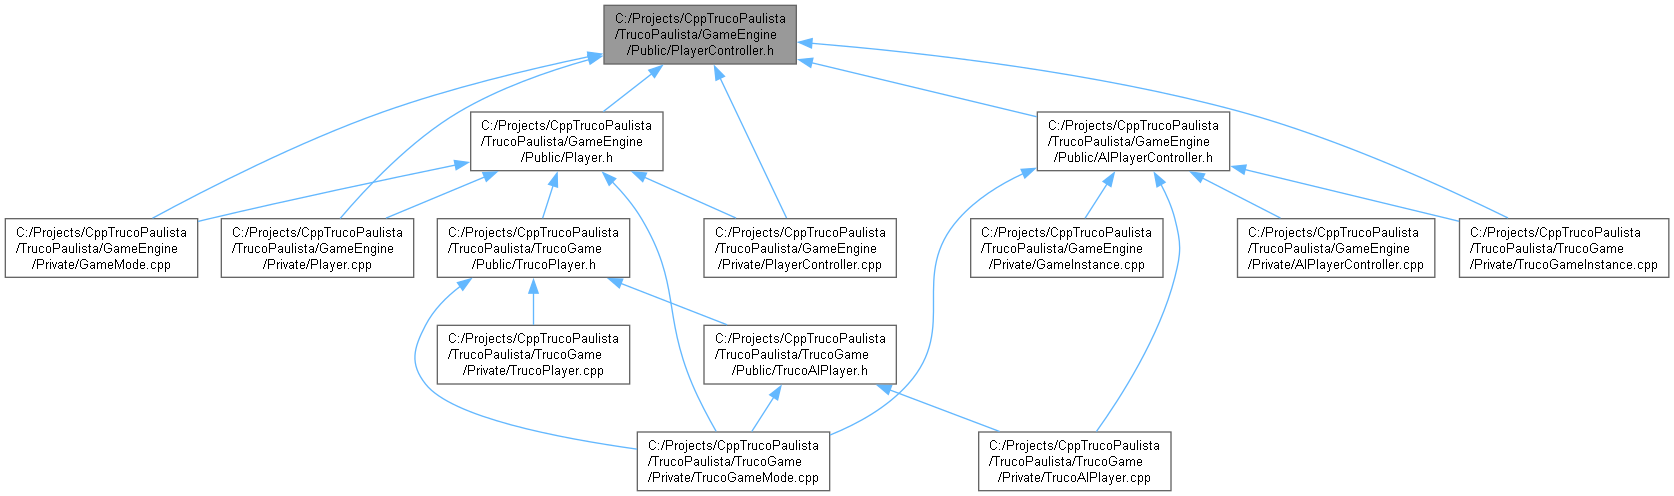 C:/Projects/CppTrucoPaulista
/TrucoPaulista/GameEngine
/Public/PlayerController.h
C:/Projects/CppTrucoPaulista
/TrucoPaulista/GameEngine
/Public/Player.h
C:/Projects/CppTrucoPaulista
/TrucoPaulista/GameEngine
/Public/AIPlayerController.h
C:/Projects/CppTrucoPaulista
/TrucoPaulista/GameEngine
/Private/GameMode.cpp
C:/Projects/CppTrucoPaulista
/TrucoPaulista/GameEngine
/Private/Player.cpp
C:/Projects/CppTrucoPaulista
/TrucoPaulista/TrucoGame
/Public/TrucoPlayer.h
C:/Projects/CppTrucoPaulista
/TrucoPaulista/GameEngine
/Private/PlayerController.cpp
C:/Projects/CppTrucoPaulista
/TrucoPaulista/GameEngine
/Private/GameInstance.cpp
C:/Projects/CppTrucoPaulista
/TrucoPaulista/GameEngine
/Private/AIPlayerController.cpp
C:/Projects/CppTrucoPaulista
/TrucoPaulista/TrucoGame
/Private/TrucoGameInstance.cpp
C:/Projects/CppTrucoPaulista
/TrucoPaulista/TrucoGame
/Private/TrucoPlayer.cpp
C:/Projects/CppTrucoPaulista
/TrucoPaulista/TrucoGame
/Public/TrucoAIPlayer.h
C:/Projects/CppTrucoPaulista
/TrucoPaulista/TrucoGame
/Private/TrucoGameMode.cpp
C:/Projects/CppTrucoPaulista
/TrucoPaulista/TrucoGame
/Private/TrucoAIPlayer.cpp